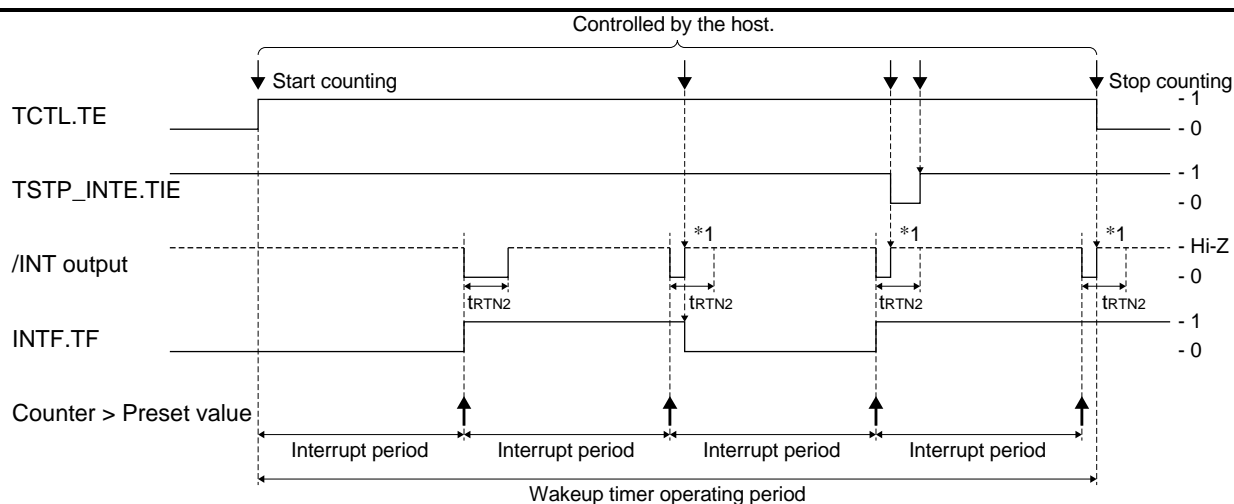 Controlled by the host.
Start counting
Stop counting
TCTL.TE
- 1
- 0
TSTP_INTE.TIE
- 1
- 0
*1
*1
*1
/INT output
- Hi-Z
- 0
tRTN2
tRTN2
tRTN2
tRTN2
INTF.TF
- 1
- 0
Counter > Preset value
Interrupt period
Interrupt period
Interrupt period
Interrupt period
Wakeup timer operating period